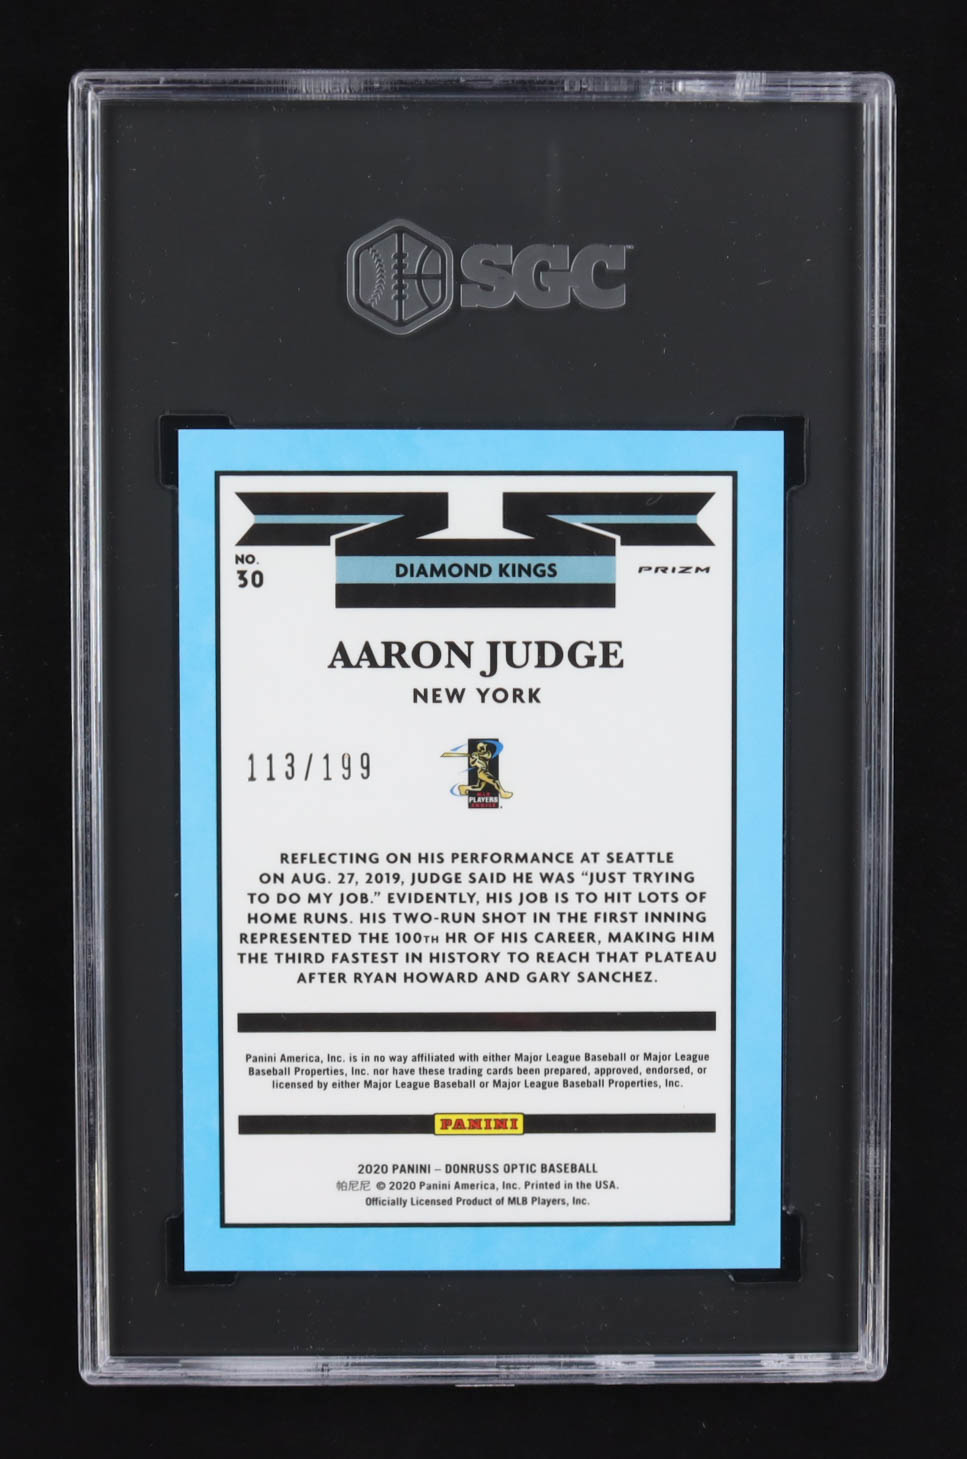 SGC
NO.
30
DIAMOND KINGS
PRIZM
AARON JUDGE
NEW YORK
113/199
MLB
PLAYERS
REFLECTING ON HIS PERFORMANCE AT SEATTLE
ON AUG. 27, 2019, JUDGE SAID HE WAS “JUST TRYING
TO DO MY JOB.” EVIDENTLY, HIS JOB IS TO HIT LOTS OF
HOME RUNS. HIS TWO-RUN SHOT IN THE FIRST INNING
REPRESENTED THE 100TH HR OF HIS CAREER, MAKING HIM
THE THIRD FASTEST IN HISTORY TO REACH THAT PLATEAU
AFTER RYAN HOWARD AND GARY SANCHEZ.
Panini America, Inc. is in no way affiliated with either Major League Baseball or Major League
Baseball Properties, Inc. nor have these trading cards been prepared, approved, endorsed, or
licensed by either Major League Baseball or Major League Baseball Properties, Inc.
PANINI
2020 PANINI – DONRUSS OPTIC BASEBALL
帕尼尼 © 2020 Panini America, Inc. Printed in the USA.
Officially Licensed Product of MLB Players, Inc.